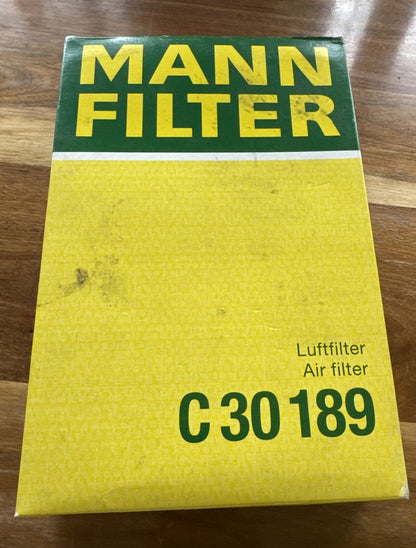 MANN
FILTER
Luftfilter
Air filter
C 30 189